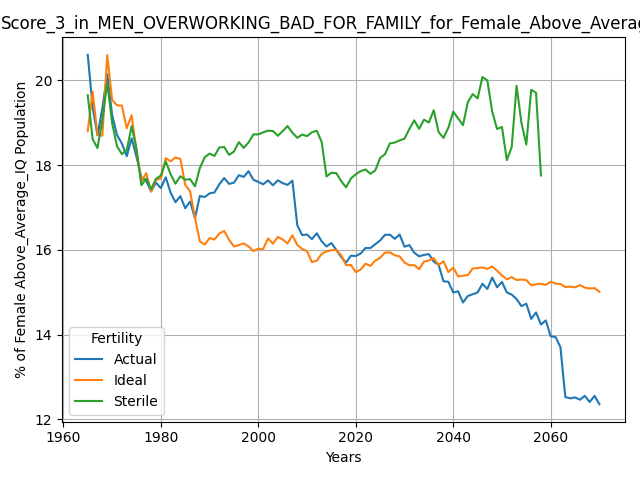 Score_3_in_MEN_OVERWORKING_BAD_FOR_FAMILY_for_Female_Above_Averag
% of Female Above_Average_IQ Population
20
18
16
14
12
Fertility
Actual
Ideal
Sterile
1960 1980 2000 2020 2040 2060
Years